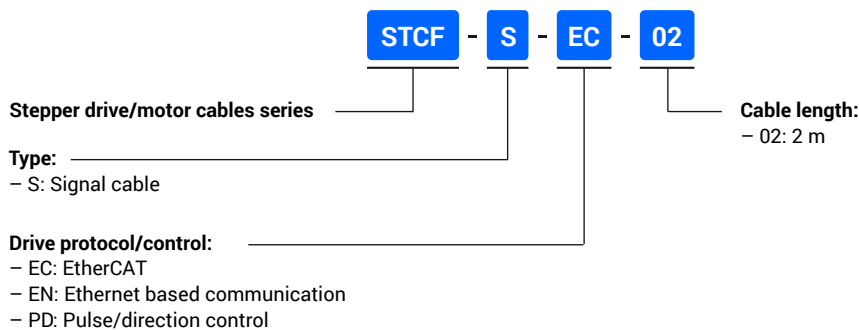 STCF - S - EC - 02
Stepper drive/motor cables series
Cable length:
– 02: 2 m
Type:
– S: Signal cable
Drive protocol/control:
– EC: EtherCAT
– EN: Ethernet based communication
– PD: Pulse/direction control